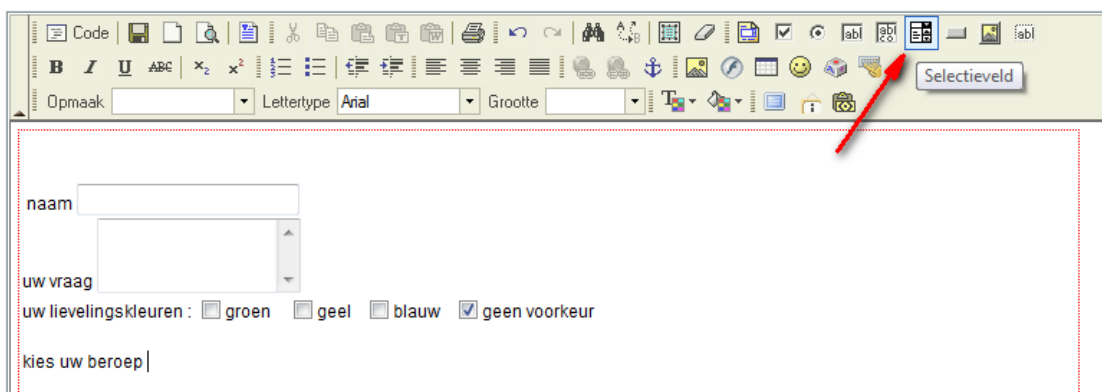 Code
B I U ABC x₂ x²
Selectieveld
Opmaak Lettertype Arial Grootte
naam
uw vraag
uw lievelingskleuren : groen geel blauw geen voorkeur
kies uw beroep